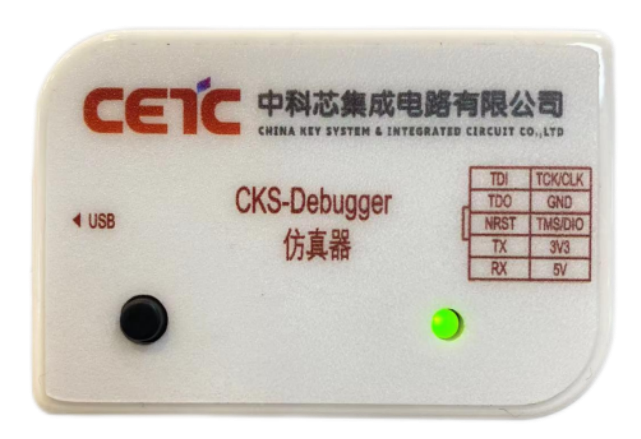 CETC 中科芯集成电路有限公司
CHINA KEY SYSTEM & INTEGRATED CIRCUIT CO.,LTD
CKS-Debugger
仿真器
◀ USB
TDI TCK/CLK
TDO GND
NRST TMS/DIO
TX 3V3
RX 5V